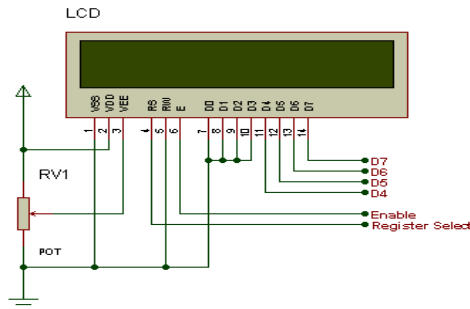 LCD
VSS VDD VEE RS RW E D0 D1 D2 D3 D4 D5 D6 D7
1 2 3 4 5 6 7 8 9 10 11 12 13 14
D7
D6
RV1
D5
D4
Enable
Register Select
POT